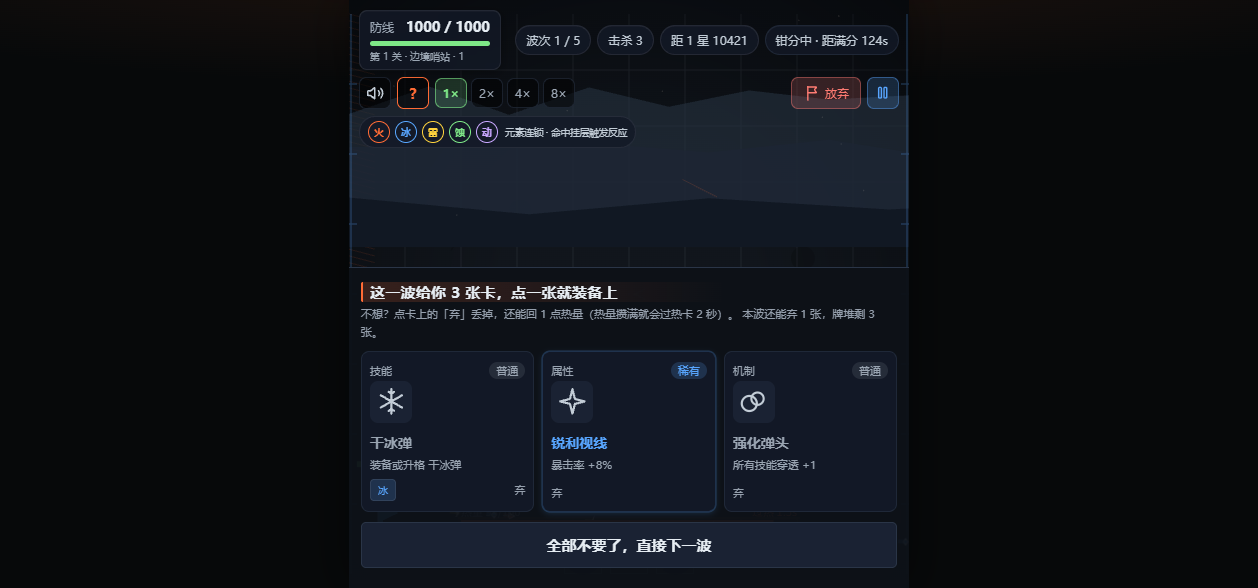 防线 1000 / 1000
第 1 关 · 边境哨站 · 1
波次 1 / 5
击杀 3
距 1 星 10421
钳分中 · 距满分 124s
?
1×
2×
4×
8×
放弃
火
冰
雷
蚀
动
元素连锁 · 命中挂层触发反应
这一波给你 3 张卡，点一张就装备上
不想？点卡上的「弃」丢掉，还能回 1 点热量（热量攒满就会过热卡 2 秒）。 本波还能弃 1 张，牌堆剩 3
张。
技能
普通
干冰弹
装备或升格 干冰弹
冰
弃
属性
稀有
锐利视线
暴击率 +8%
弃
机制
普通
强化弹头
所有技能穿透 +1
弃
全部不要了，直接下一波